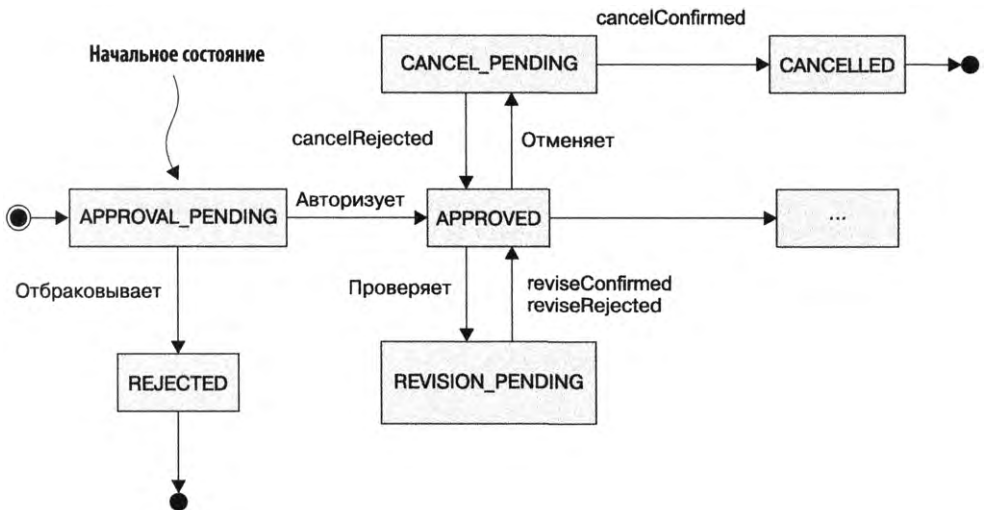 cancelConfirmed
Начальное состояние
CANCEL_PENDING
CANCELLED
cancelRejected
Отменяет
APPROVAL_PENDING
Авторизует
APPROVED
...
Отбраковывает
Проверяет
reviseConfirmed
reviseRejected
REJECTED
REVISION_PENDING